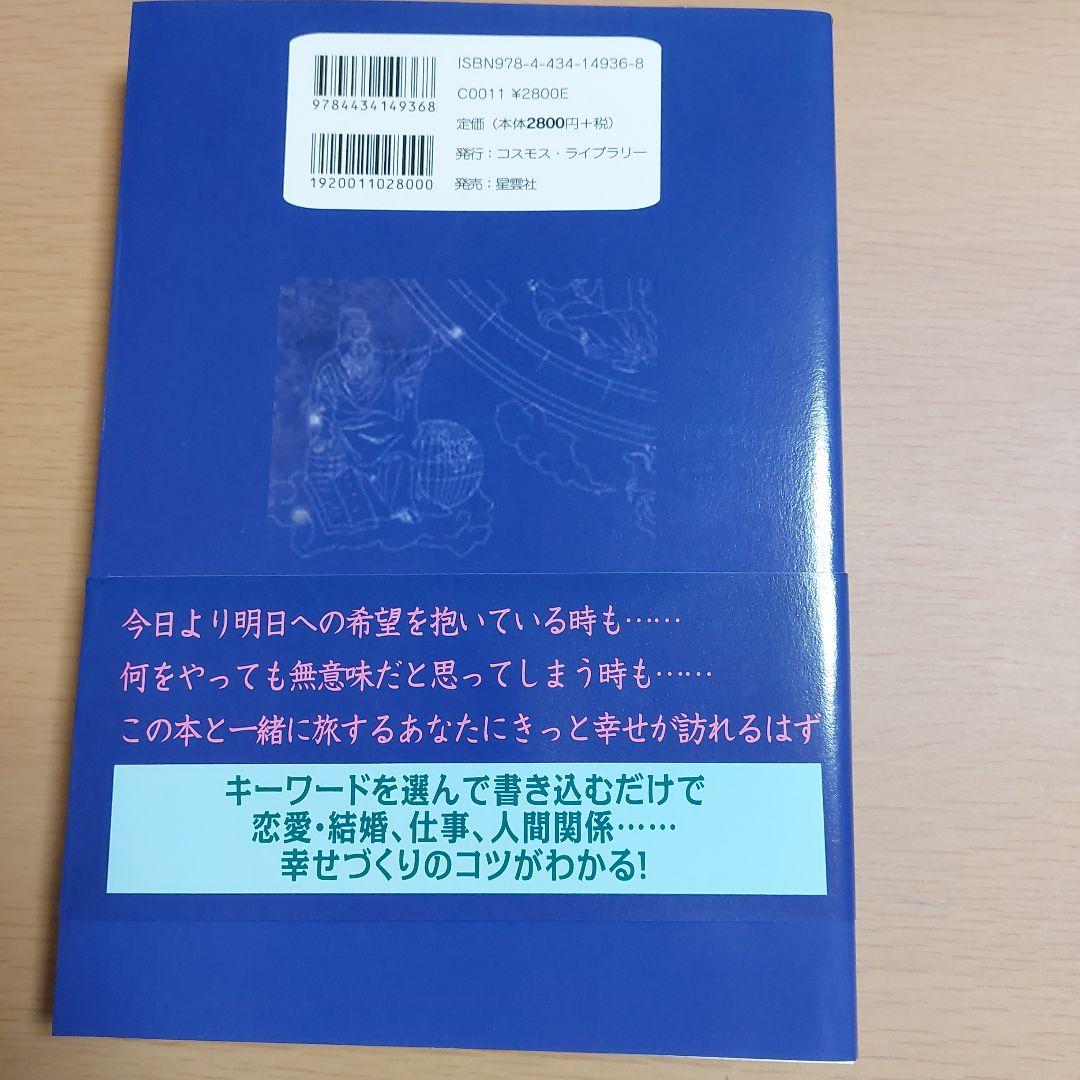 ISBN978-4-434-14936-8
9784434149368
C0011 ¥2800E
定価（本体2800円＋税）
発行：コスモス・ライブラリー
1920011028000
発売：星雲社
今日より明日への希望を抱いている時も……
何をやっても無意味だと思ってしまう時も……
この本と一緒に旅するあなたにきっと幸せが訪れるはず
キーワードを選んで書き込むだけで
恋愛・結婚、仕事、人間関係……
幸せづくりのコツがわかる!